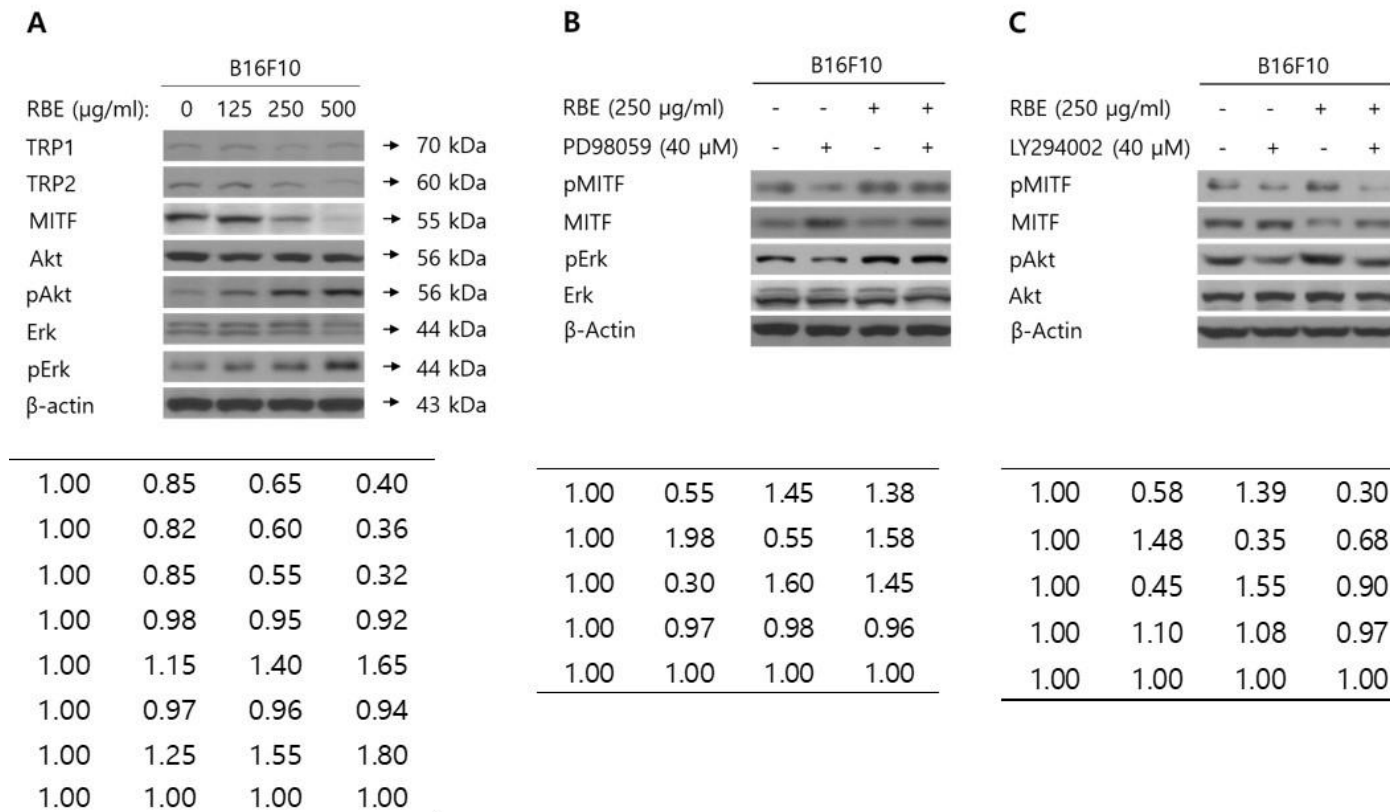 A
B16F10
RBE (μg/ml): 0 125 250 500
TRP1 → 70 kDa
TRP2 → 60 kDa
MITF → 55 kDa
Akt → 56 kDa
pAkt → 56 kDa
Erk → 44 kDa
pErk → 44 kDa
β-actin → 43 kDa
1.00 0.85 0.65 0.40
1.00 0.82 0.60 0.36
1.00 0.85 0.55 0.32
1.00 0.98 0.95 0.92
1.00 1.15 1.40 1.65
1.00 0.97 0.96 0.94
1.00 1.25 1.55 1.80
1.00 1.00 1.00 1.00
B
B16F10
RBE (250 μg/ml) - - + +
PD98059 (40 μM) - + - +
pMITF
MITF
pErk
Erk
β-Actin
1.00 0.55 1.45 1.38
1.00 1.98 0.55 1.58
1.00 0.30 1.60 1.45
1.00 0.97 0.98 0.96
1.00 1.00 1.00 1.00
C
B16F10
RBE (250 μg/ml) - - + +
LY294002 (40 μM) - + - +
pMITF
MITF
pAkt
Akt
β-Actin
1.00 0.58 1.39 0.30
1.00 1.48 0.35 0.68
1.00 0.45 1.55 0.90
1.00 1.10 1.08 0.97
1.00 1.00 1.00 1.00